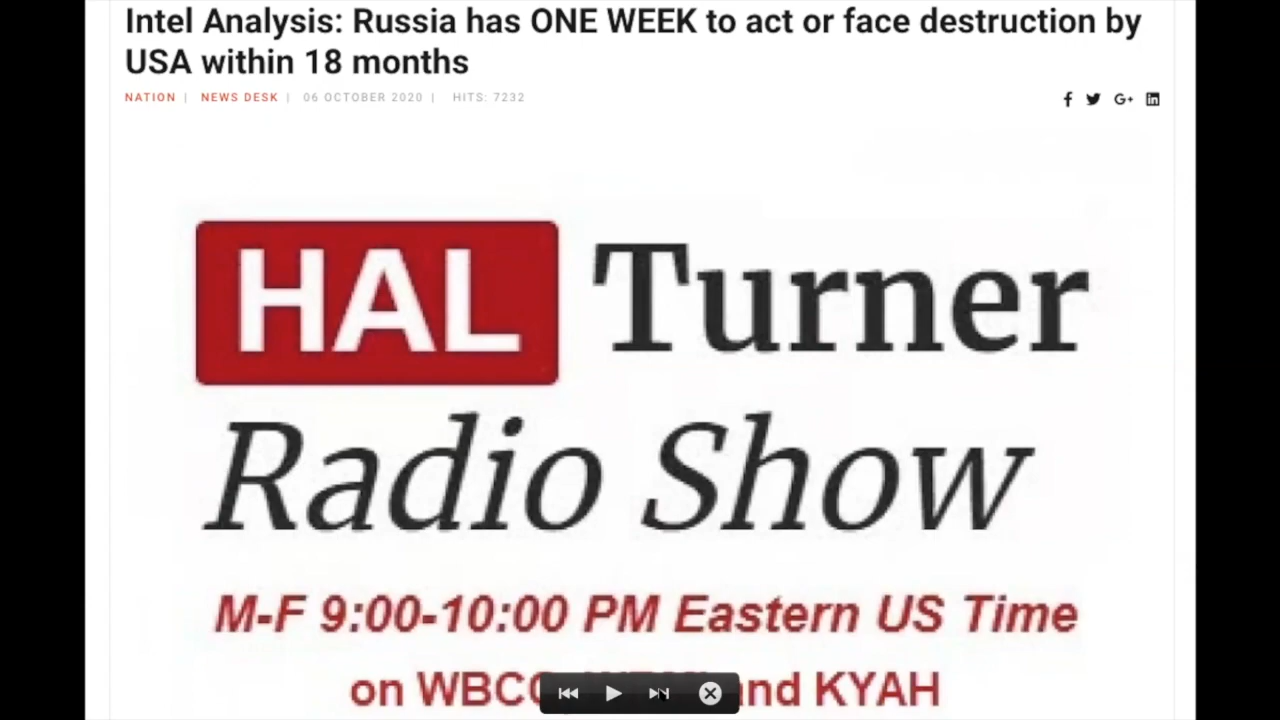 Intel Analysis: Russia has ONE WEEK to act or face destruction by
USA within 18 months
NATION | NEWS DESK | 06 OCTOBER 2020 | HITS: 7232
HAL Turner
Radio Show
M-F 9:00-10:00 PM Eastern US Time
on and KYAH